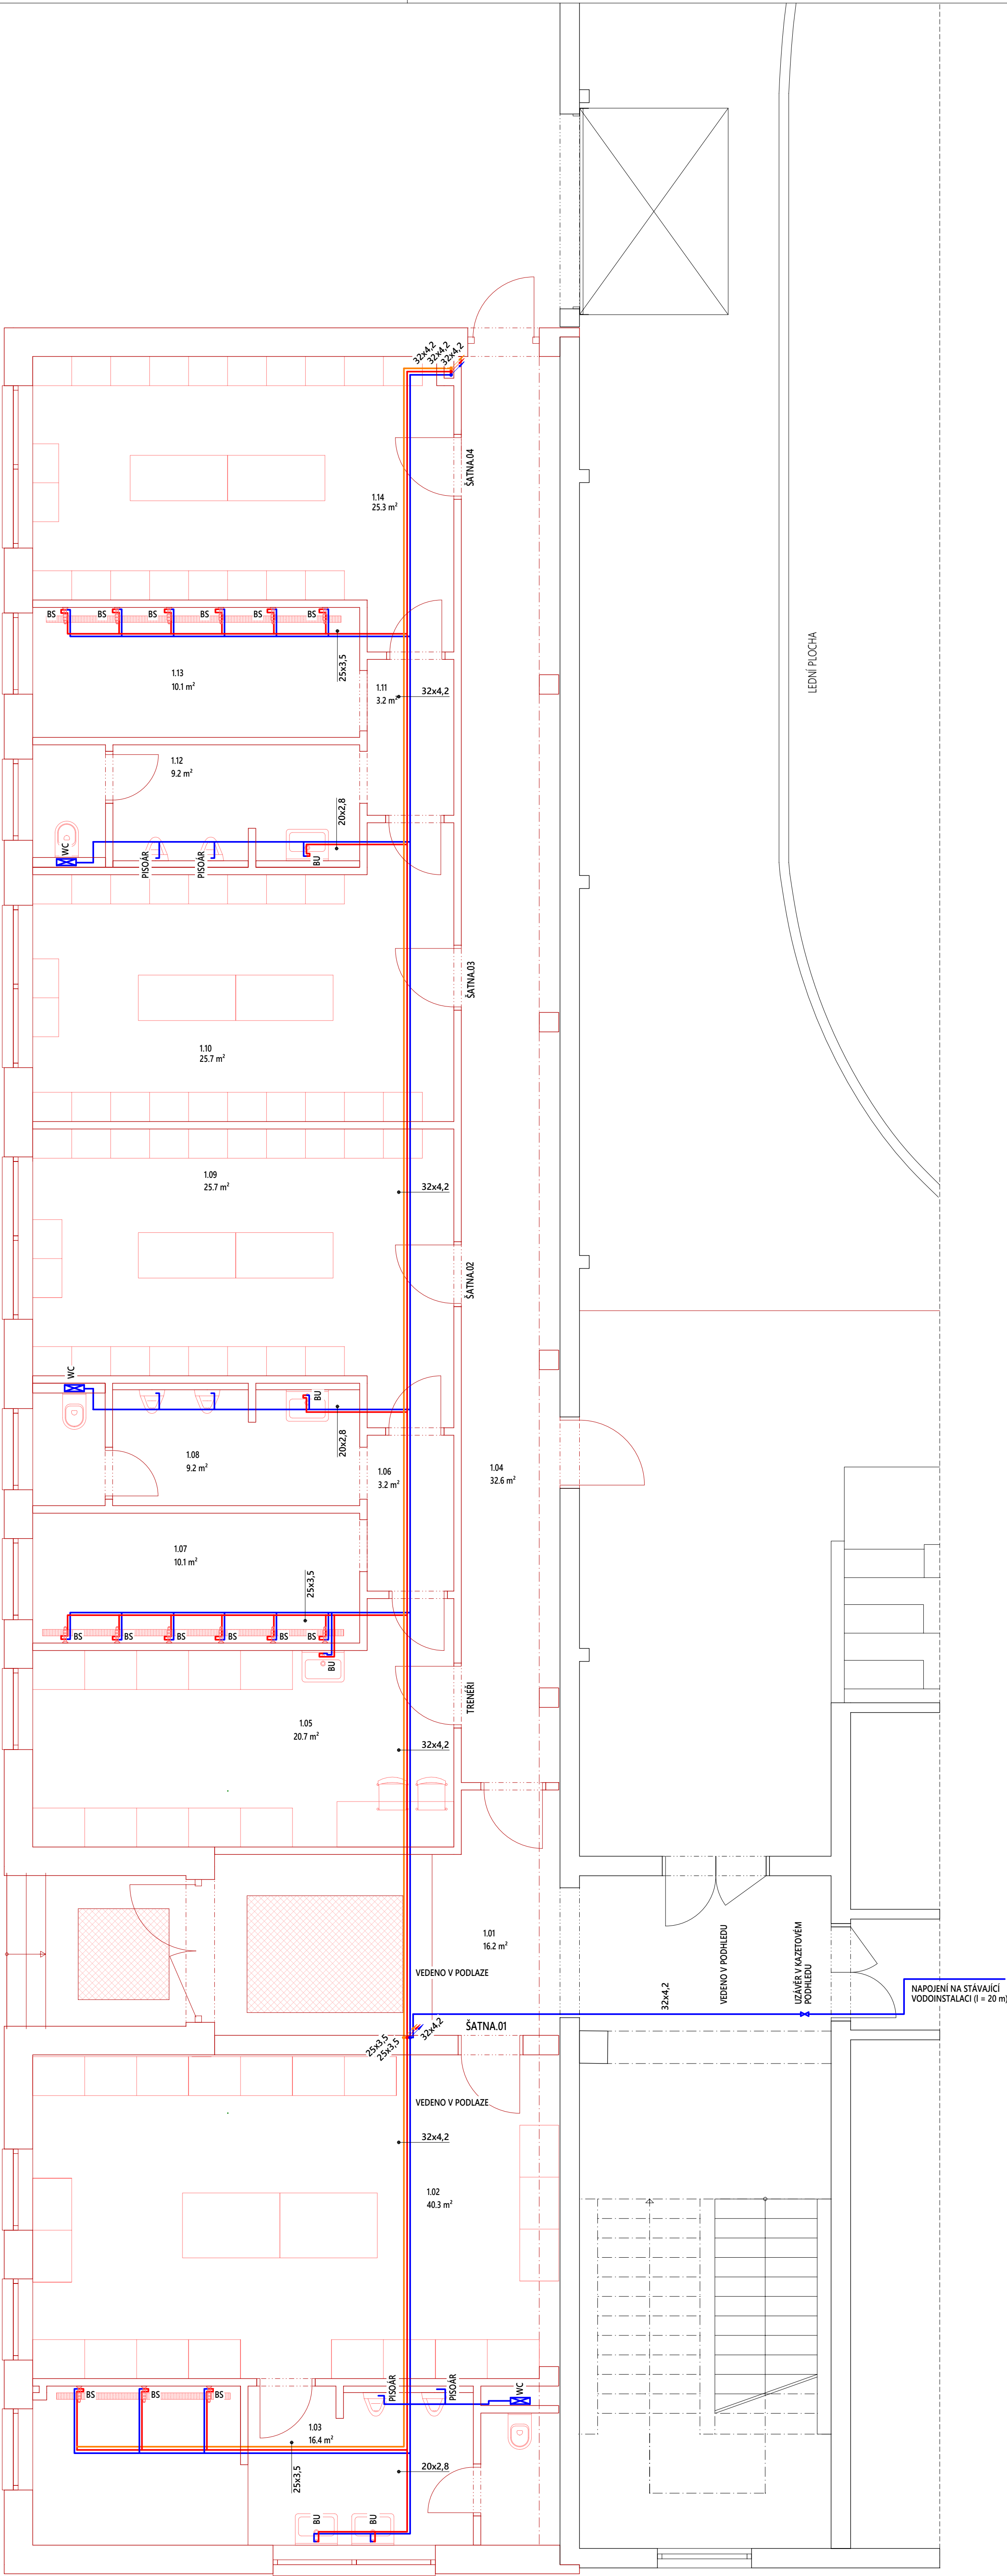 32x4,2
32x4,2
32x4,2
ŠATNA.04
1.14
25.3 m²
BS
BS
BS
BS
BS
BS
LEDNÍ PLOCHA
25x3,5
1.13
10.1 m²
1.11
3.2 m²
32x4,2
1.12
9.2 m²
20x2,8
WC
PISOÁR
PISOÁR
BU
ŠATNA.03
1.10
25.7 m²
1.09
25.7 m²
32x4,2
ŠATNA.02
WC
BU
20x2,8
1.08
9.2 m²
1.06
3.2 m²
1.04
32.6 m²
1.07
10.1 m²
25x3,5
BS
BS
BS
BS
BS
BS
BU
TRENÉŘI
1.05
20.7 m²
32x4,2
1.01
16.2 m²
VEDENO V PODLAZE
32x4,2
VEDENO V PODHLEDU
UZÁVĚR V KAZETOVÉM
PODHLEDU
NAPOJENÍ NA STÁVAJÍCÍ
VODOINSTALACI (l = 20 m)
ŠATNA.01
25x3,5
25x3,5
32x4,2
VEDENO V PODLAZE
32x4,2
1.02
40.3 m²
BS
BS
BS
PISOÁR
PISOÁR
WC
1.03
16.4 m²
25x3,5
20x2,8
BU
BU